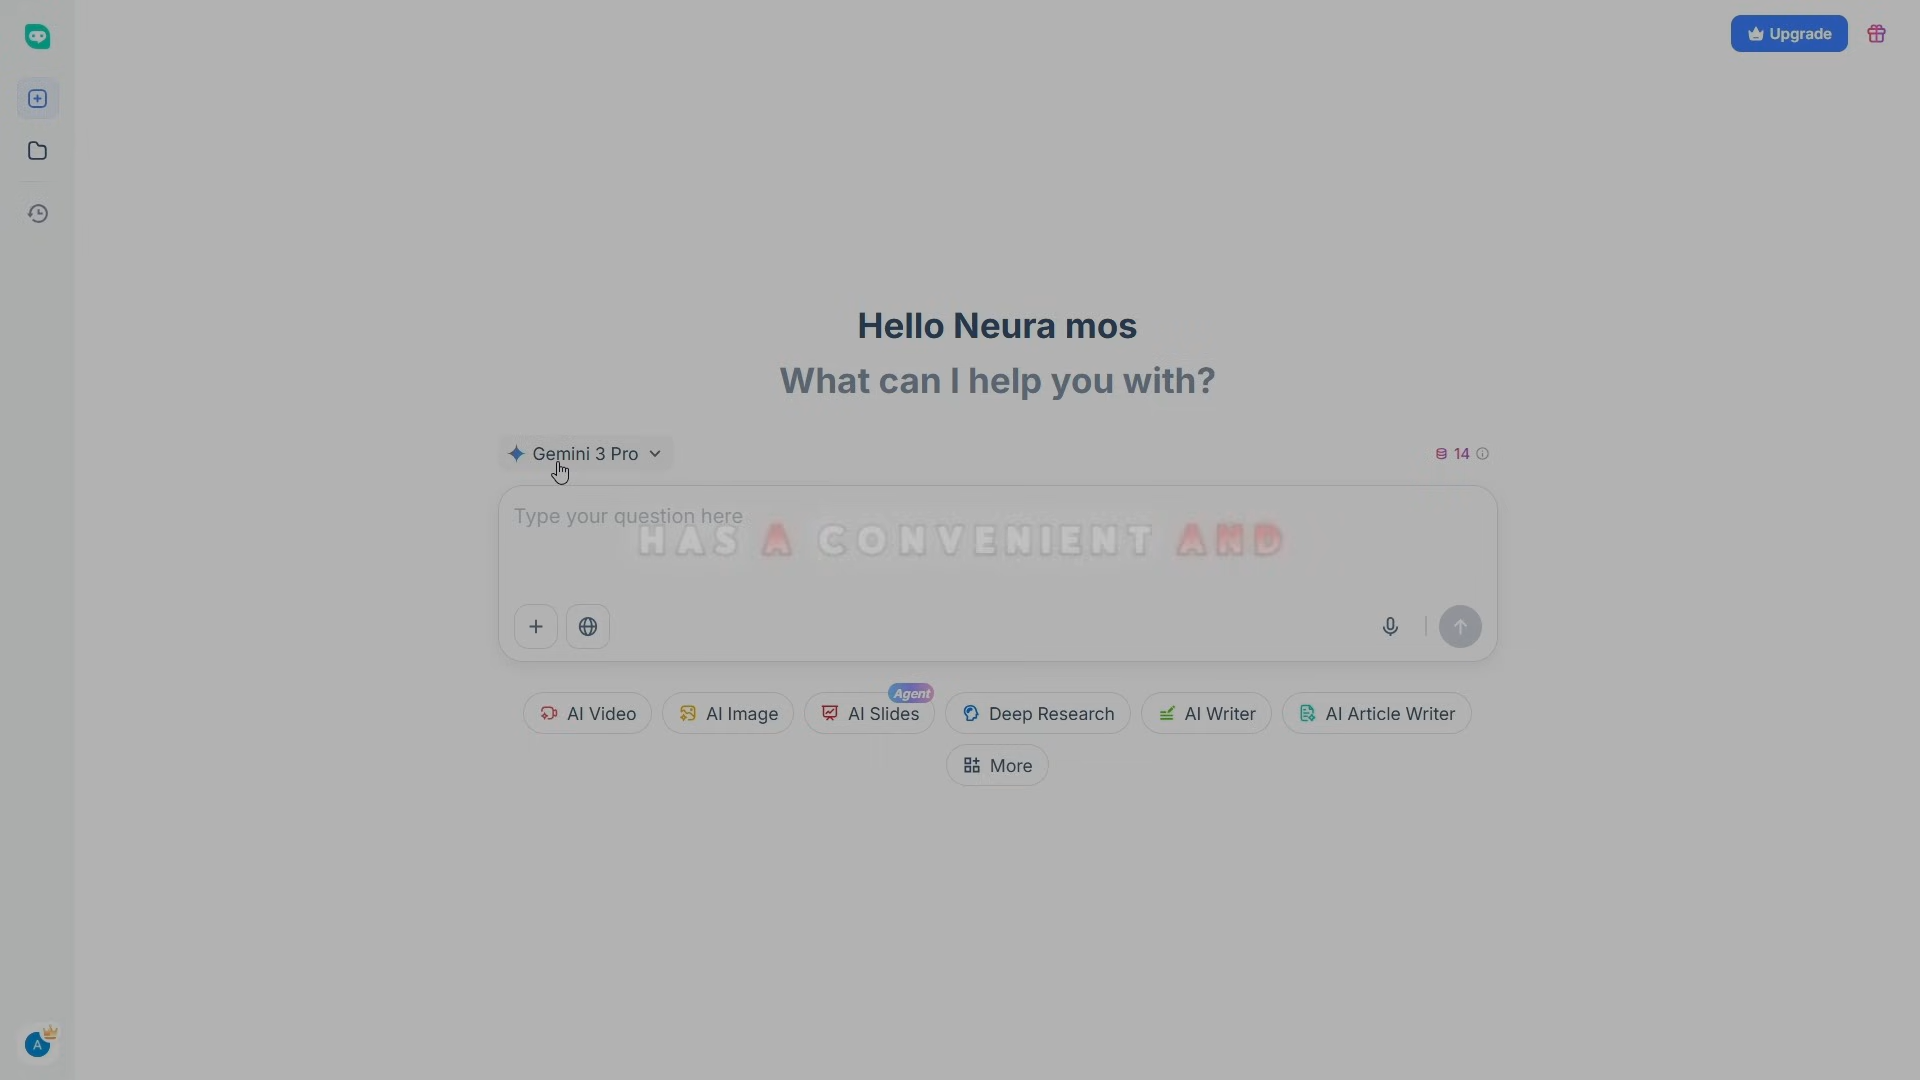 Upgrade
Hello Neura mos
What can I help you with?
Gemini 3 Pro
14
Type your question here
HAS A CONVENIENT AND
Agent
AI Video
AI Image
AI Slides
Deep Research
AI Writer
AI Article Writer
More
A